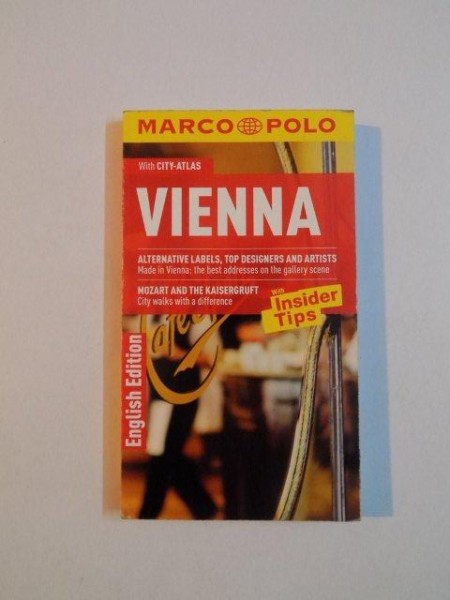 MARCO POLO
With CITY-ATLAS
VIENNA
ALTERNATIVE LABELS, TOP DESIGNERS AND ARTISTS
Made in Vienna: the best addresses on the gallery scene
MOZART AND THE KAISERGRUFT
City walks with a difference
With
Insider
Tips
English Edition